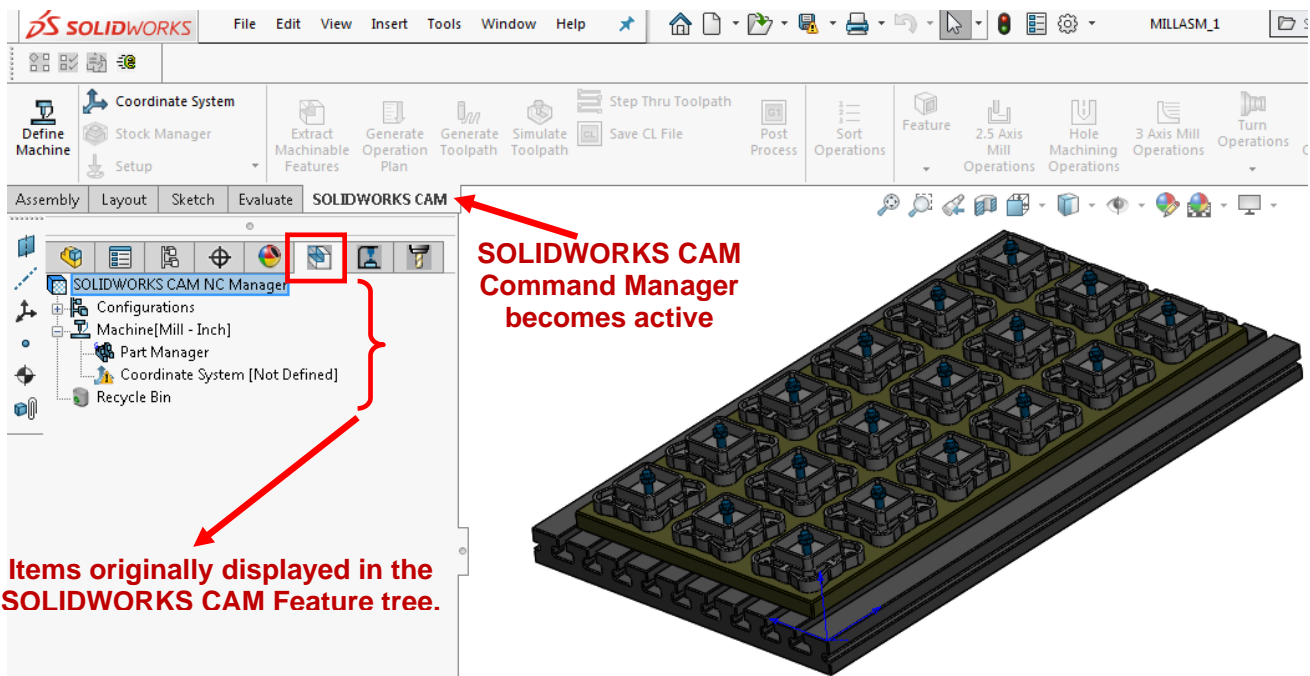 SOLIDWORKS File Edit View Insert Tools Window Help MILLASM_1 S
Define Machine
Coordinate System
Stock Manager
Setup
Extract Machinable Features
Generate Operation Plan
Generate Toolpath
Simulate Toolpath
Step Thru Toolpath
Save CL File
G1
CL
Post Process
Sort Operations
Feature
2.5 Axis Mill Operations
Hole Machining Operations
3 Axis Mill Operations
Turn Operations
Assembly Layout Sketch Evaluate SOLIDWORKS CAM
SOLIDWORKS CAM NC Manager
Configurations
Machine[Mill - Inch]
Part Manager
Coordinate System [Not Defined]
Recycle Bin
SOLIDWORKS CAM
Command Manager
becomes active
Items originally displayed in the
SOLIDWORKS CAM Feature tree.